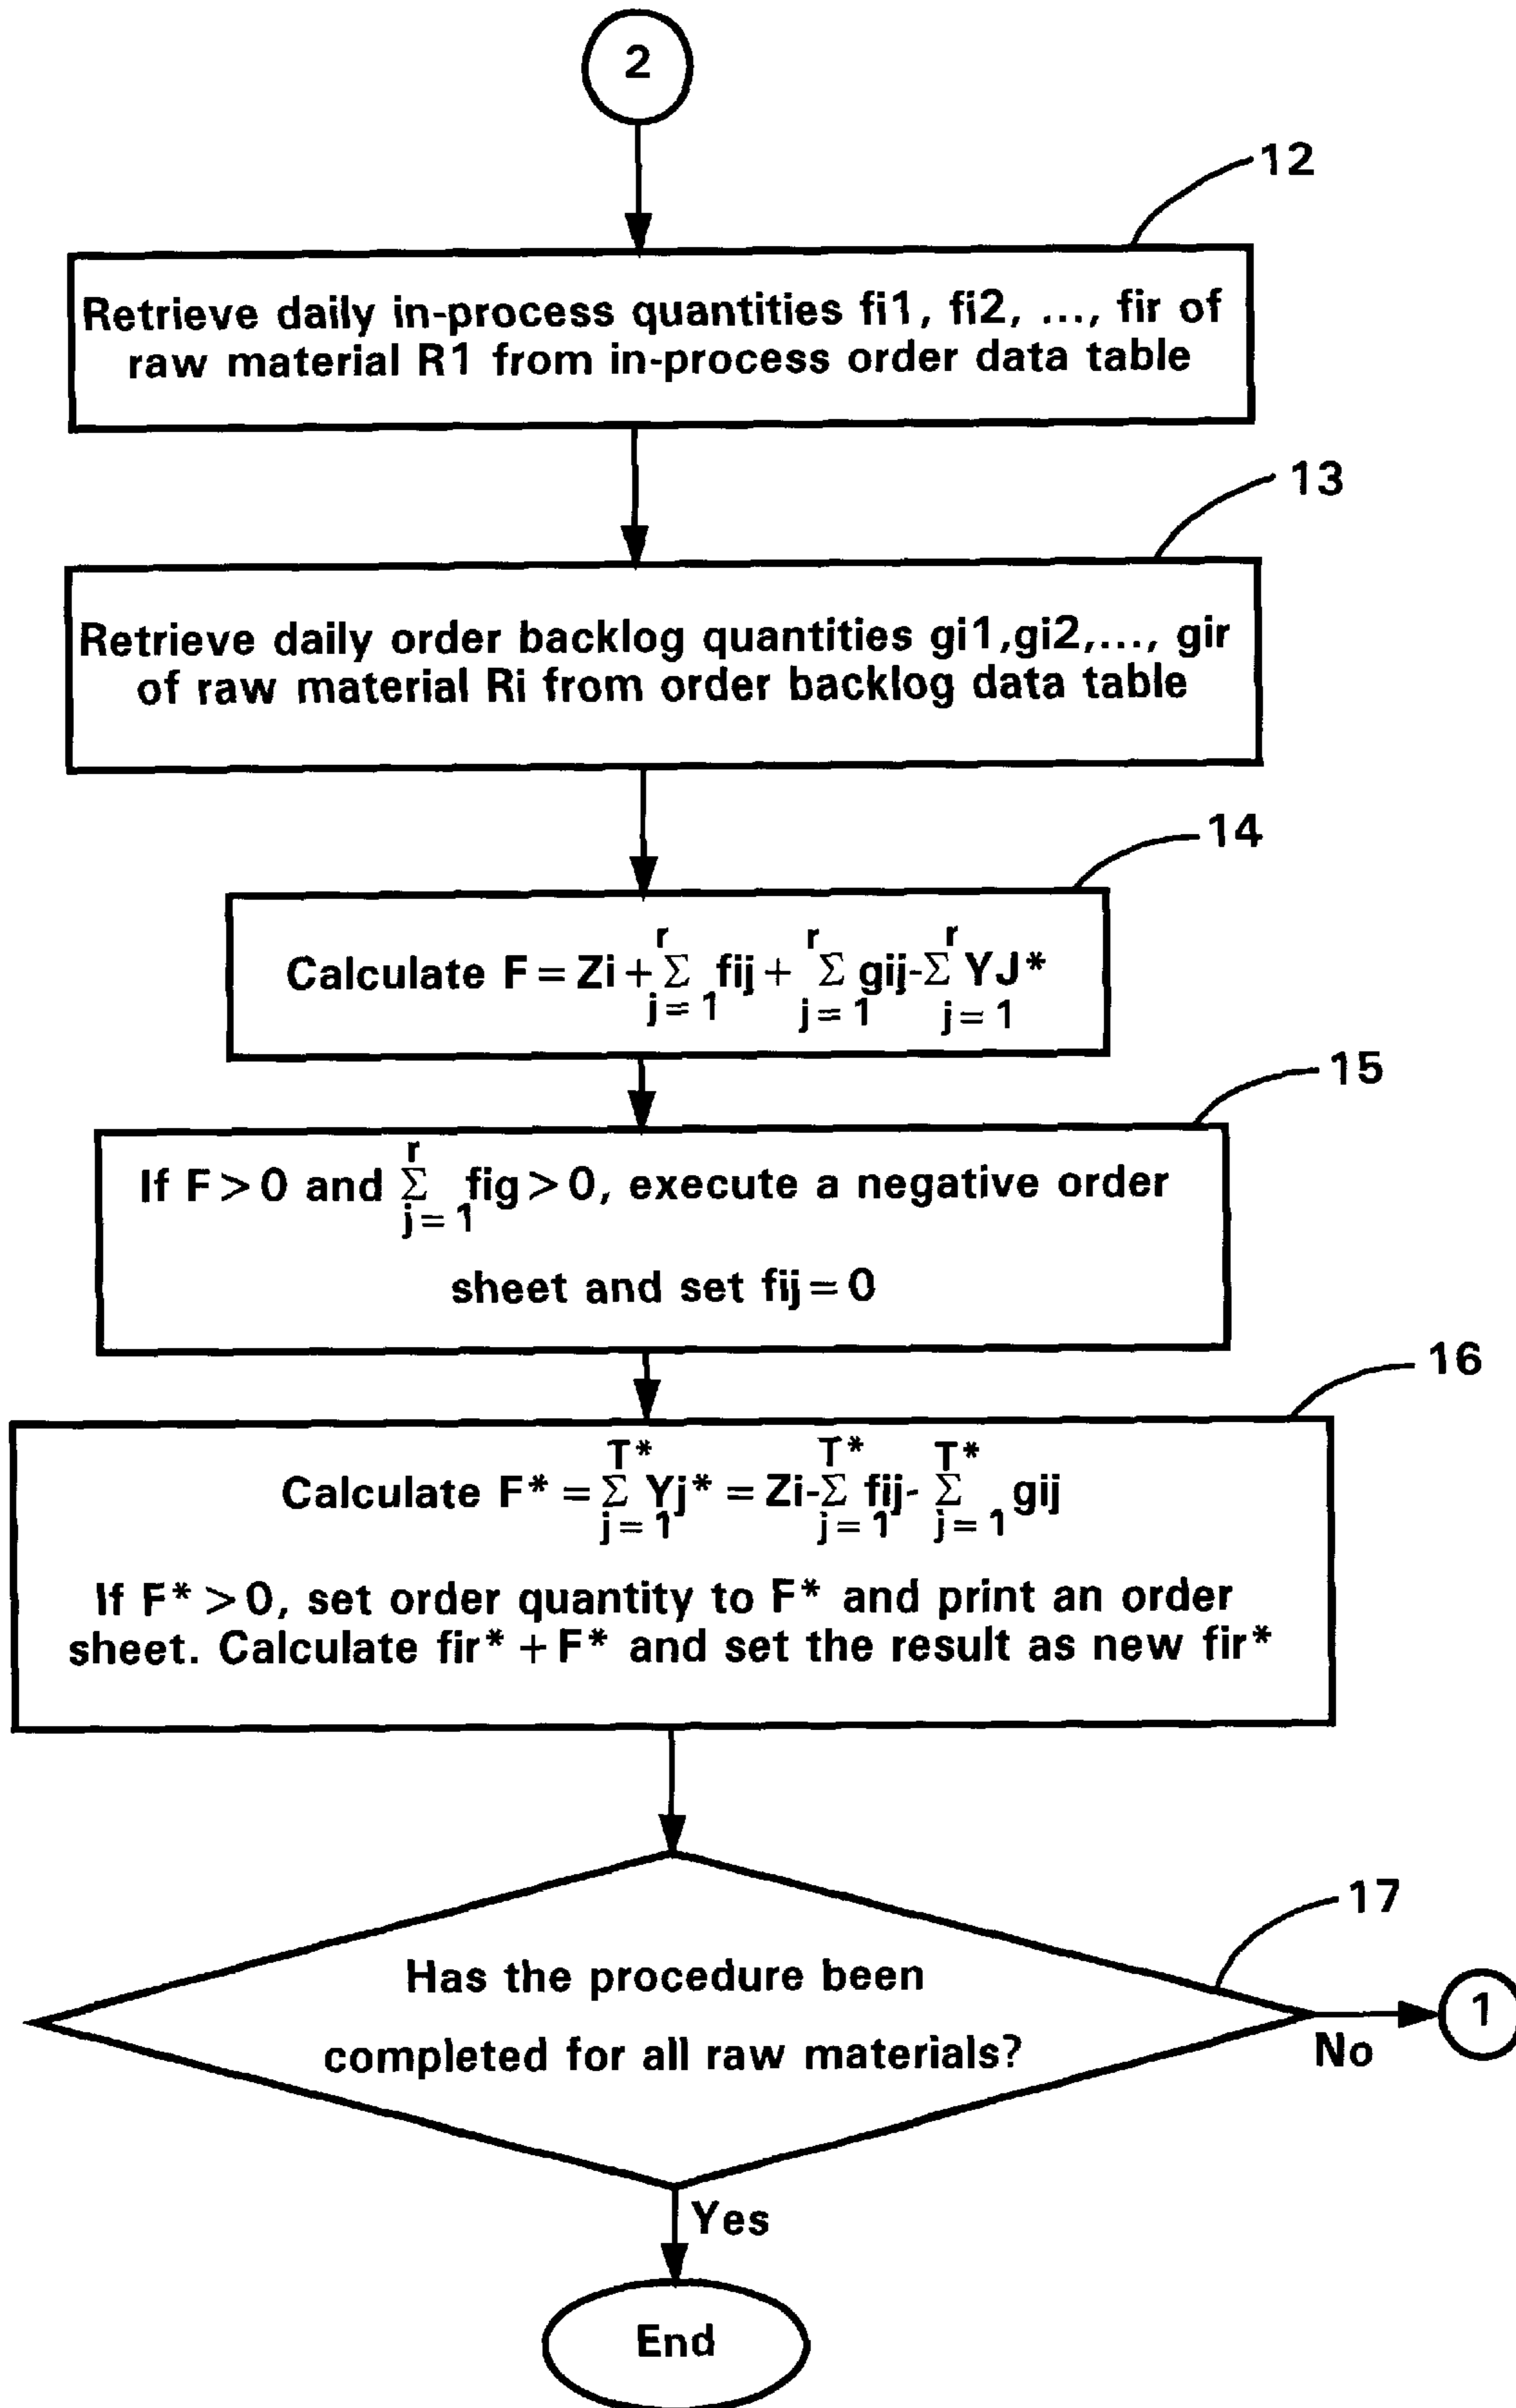 2
12
Retrieve daily in-process quantities fi1, fi2, ..., fir of
raw material R1 from in-process order data table
13
Retrieve daily order backlog quantities gi1,gi2,..., gir
of raw material Ri from order backlog data table
14
r r r
Calculate F = Zi + Σ fij + Σ gij - Σ YJ*
j = 1 j = 1 j = 1
15
r
If F > 0 and Σ fig > 0, execute a negative order
j = 1
sheet and set fij = 0
16
T* T* T*
Calculate F* = Σ Yj* = Zi - Σ fij - Σ gij
j = 1 j = 1 j = 1
If F* > 0, set order quantity to F* and print an order
sheet. Calculate fir* + F* and set the result as new fir*
17
Has the procedure been
completed for all raw materials?
1
No
Yes
End